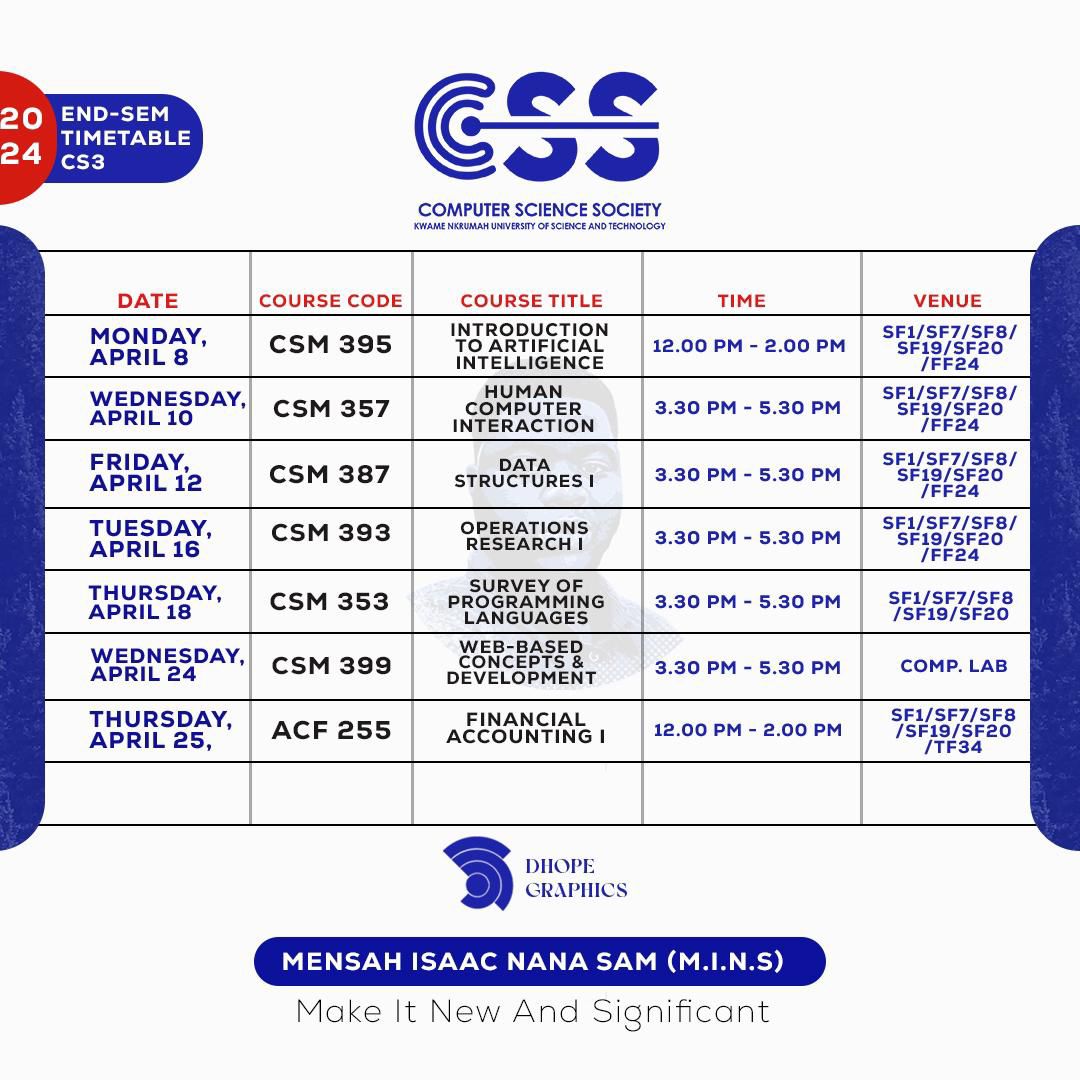 20
24
END-SEM
TIMETABLE
CS3
CSS
COMPUTER SCIENCE SOCIETY
KWAME NKRUMAH UNIVERSITY OF SCIENCE AND TECHNOLOGY
DATE COURSE CODE COURSE TITLE TIME VENUE
MONDAY,
APRIL 8
CSM 395
INTRODUCTION
TO ARTIFICIAL
INTELLIGENCE
12.00 PM - 2.00 PM
SF1/SF7/SF8/
SF19/SF20
/FF24
WEDNESDAY,
APRIL 10
CSM 357
HUMAN
COMPUTER
INTERACTION
3.30 PM - 5.30 PM
SF1/SF7/SF8/
SF19/SF20
/FF24
FRIDAY,
APRIL 12
CSM 387
DATA
STRUCTURES I
3.30 PM - 5.30 PM
SF1/SF7/SF8/
SF19/SF20
/FF24
TUESDAY,
APRIL 16
CSM 393
OPERATIONS
RESEARCH I
3.30 PM - 5.30 PM
SF1/SF7/SF8/
SF19/SF20
/FF24
THURSDAY,
APRIL 18
CSM 353
SURVEY OF
PROGRAMMING
LANGUAGES
3.30 PM - 5.30 PM
SF1/SF7/SF8
/SF19/SF20
WEDNESDAY,
APRIL 24
CSM 399
WEB-BASED
CONCEPTS &
DEVELOPMENT
3.30 PM - 5.30 PM
COMP. LAB
THURSDAY,
APRIL 25,
ACF 255
FINANCIAL
ACCOUNTING I
12.00 PM - 2.00 PM
SF1/SF7/SF8
/SF19/SF20
/TF34
DHOPE
GRAPHICS
MENSAH ISAAC NANA SAM (M.I.N.S)
Make It New And Significant